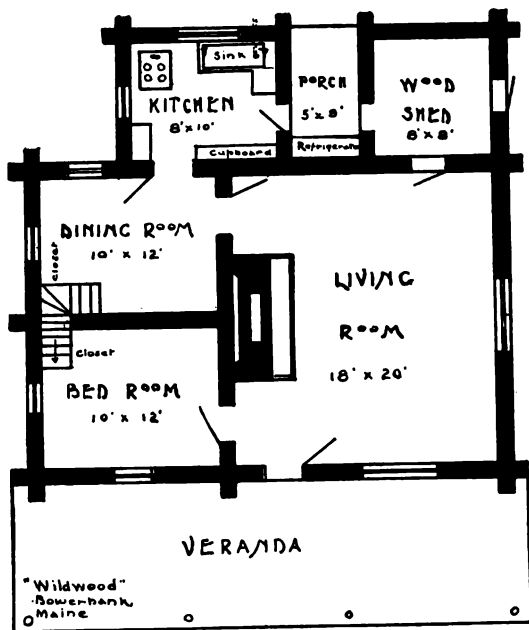 Sink
PORCH
5' x 8'
WOOD
SHED
8' x 8'
KITCHEN
8' x 10'
Cupboard
Refrigerator
DINING ROOM
10' x 12'
closet
LIVING
ROOM
18' x 20'
closet
BED ROOM
10' x 12'
VERANDA
"Wildwood"
Bowerbank,
Maine